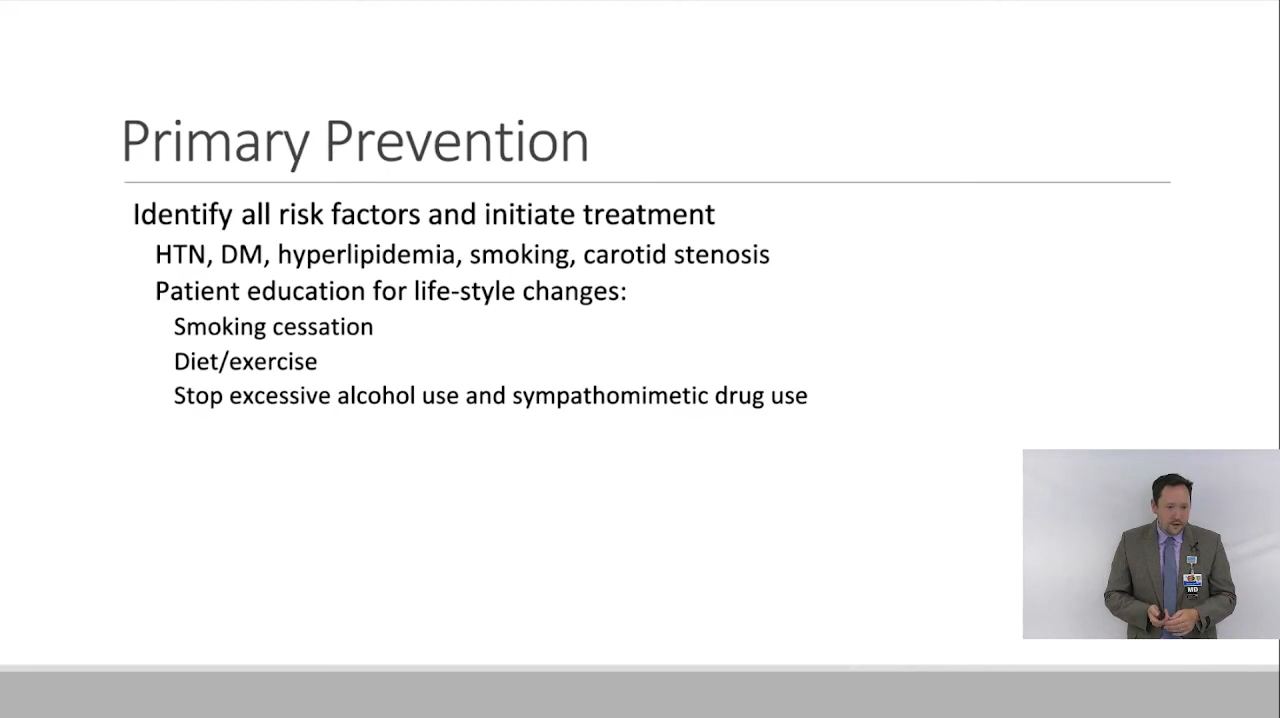 Primary Prevention
Identify all risk factors and initiate treatment
HTN, DM, hyperlipidemia, smoking, carotid stenosis
Patient education for life-style changes:
Smoking cessation
Diet/exercise
Stop excessive alcohol use and sympathomimetic drug use
MD